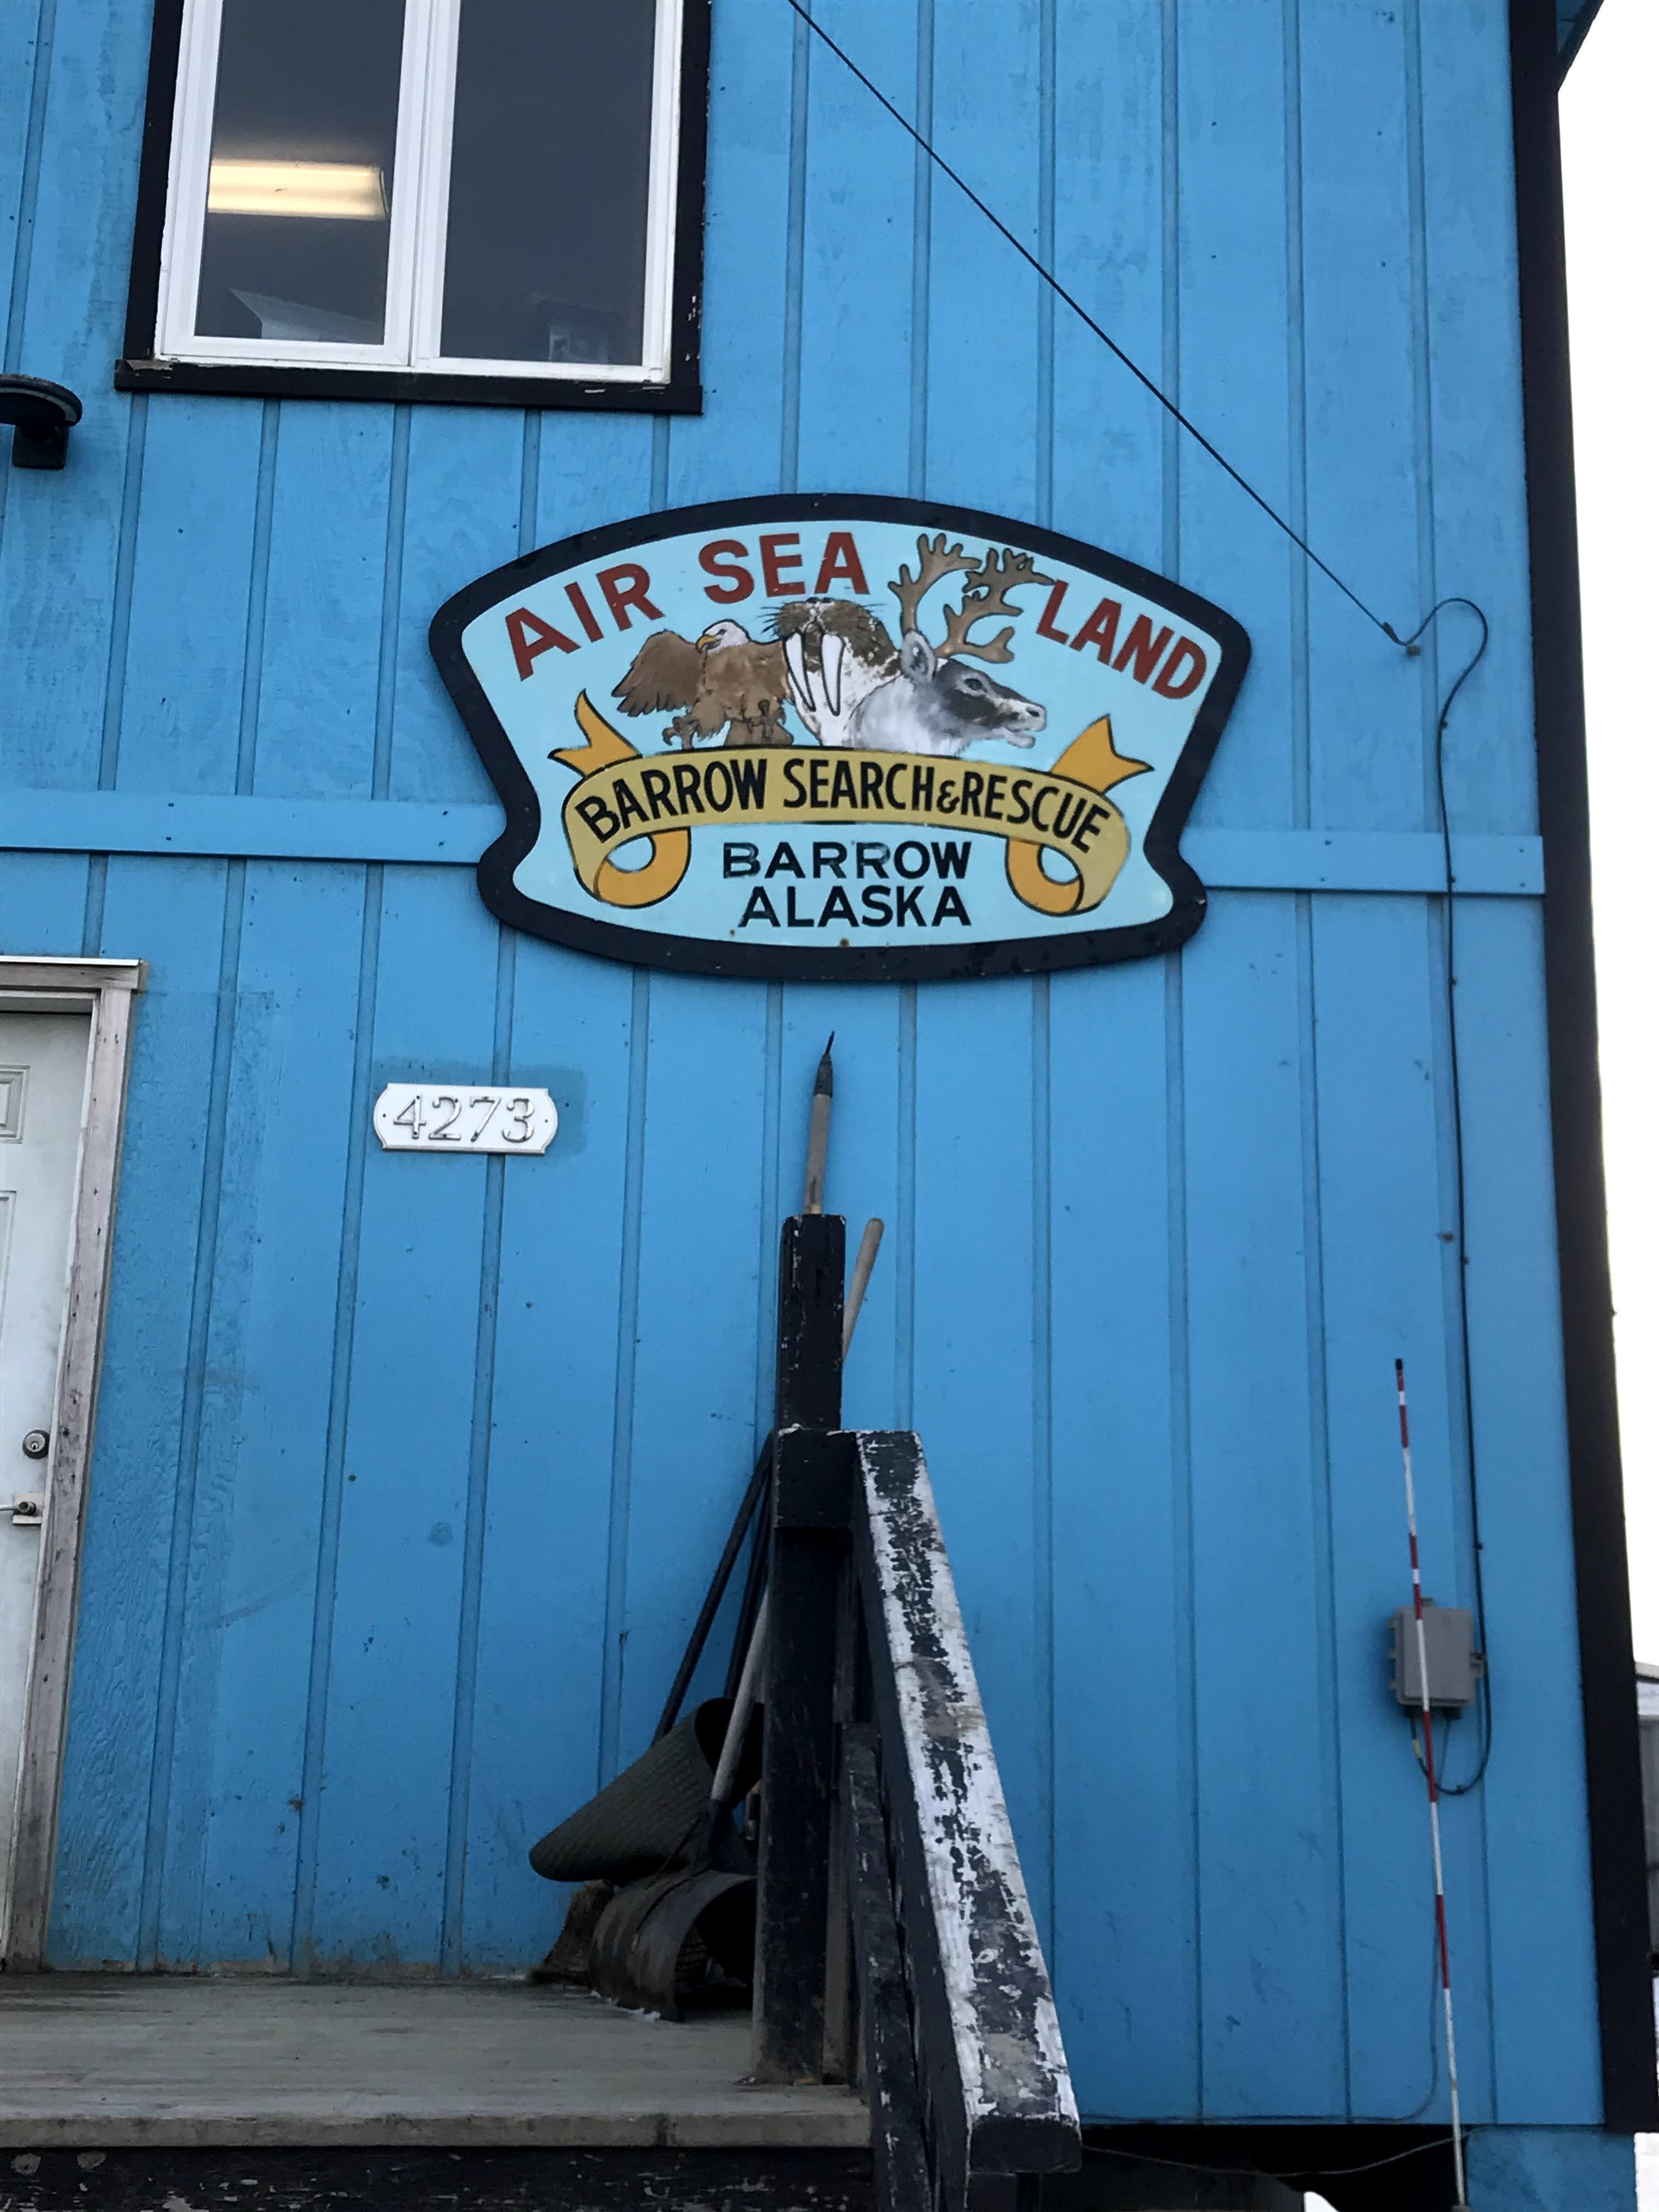 AIR SEA LAND
BARROW SEARCH & RESCUE
BARROW
ALASKA
4273